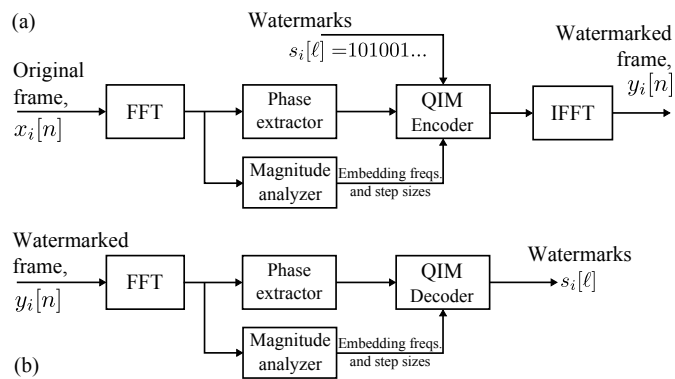 (a)
Watermarks
s_i[ℓ] =101001...
Watermarked
frame,
y_i[n]
Original
frame,
x_i[n]
FFT
Phase
extractor
QIM
Encoder
IFFT
Magnitude
analyzer
Embedding freqs.
and step sizes
Watermarked
frame,
y_i[n]
FFT
Phase
extractor
QIM
Decoder
Watermarks
s_i[ℓ]
Magnitude
analyzer
Embedding freqs.
and step sizes
(b)